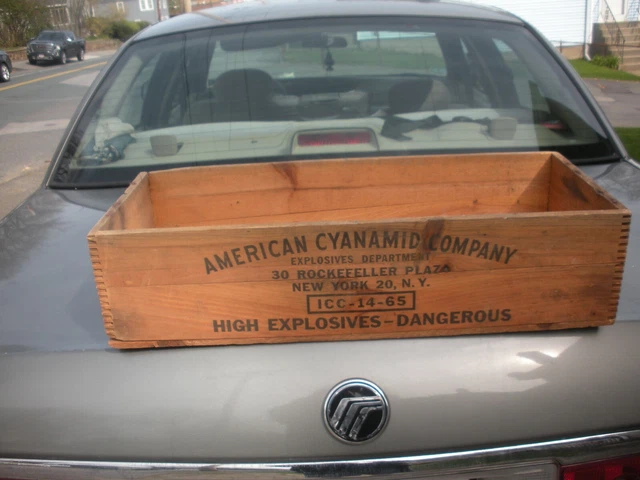 AMERICAN CYANAMID COMPANY
EXPLOSIVES DEPARTMENT
30 ROCKEFELLER PLAZA
NEW YORK 20, N.Y.
ICC-14-65
HIGH EXPLOSIVES-DANGEROUS